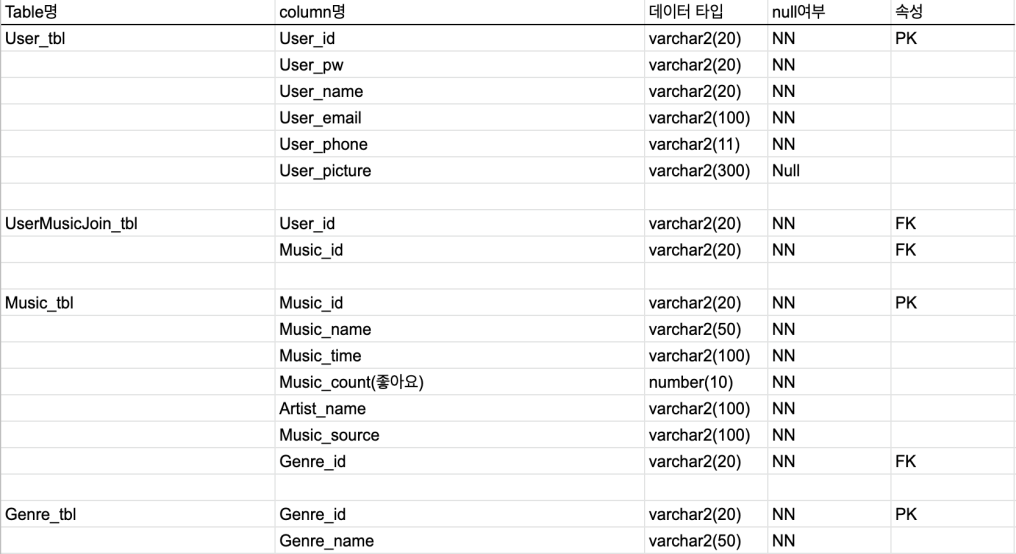 Table명 column명 데이터 타입 null여부 속성
User_tbl User_id varchar2(20) NN PK
User_pw varchar2(20) NN
User_name varchar2(20) NN
User_email varchar2(100) NN
User_phone varchar2(11) NN
User_picture varchar2(300) Null
UserMusicJoin_tbl User_id varchar2(20) NN FK
Music_id varchar2(20) NN FK
Music_tbl Music_id varchar2(20) NN PK
Music_name varchar2(50) NN
Music_time varchar2(100) NN
Music_count(좋아요) number(10) NN
Artist_name varchar2(100) NN
Music_source varchar2(100) NN
Genre_id varchar2(20) NN FK
Genre_tbl Genre_id varchar2(20) NN PK
Genre_name varchar2(50) NN